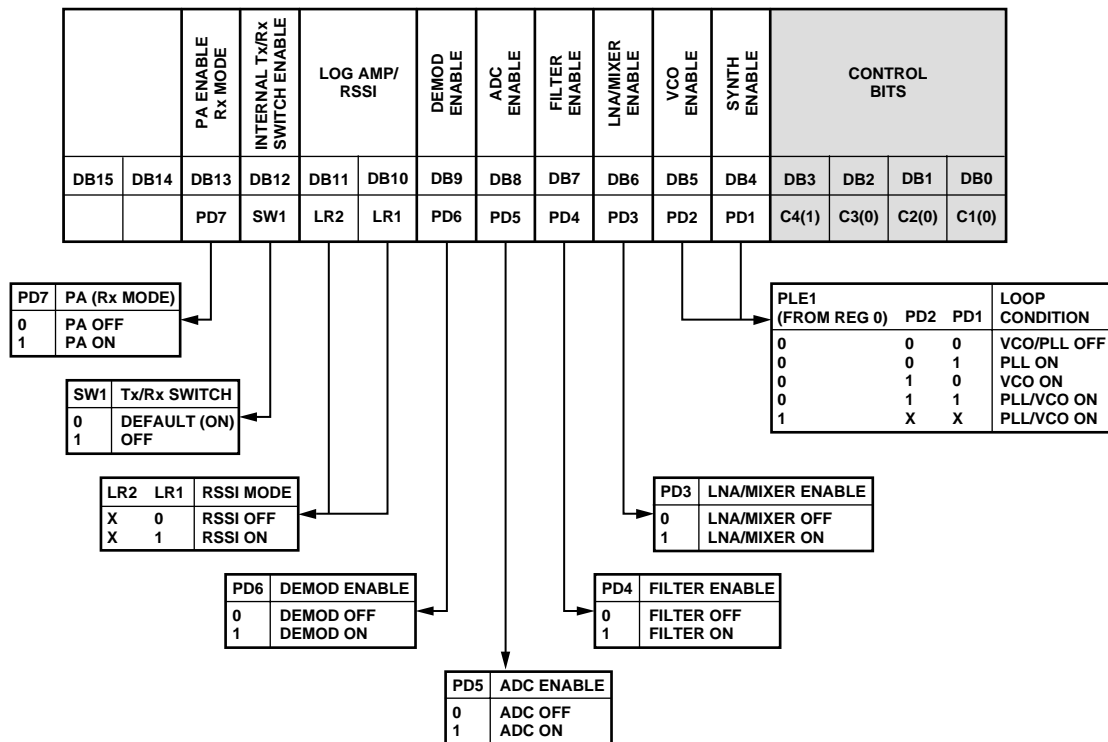 PA ENABLE
Rx MODE
INTERNAL Tx/Rx
SWITCH ENABLE
LOG AMP/
RSSI
DEMOD
ENABLE
ADC
ENABLE
FILTER
ENABLE
LNA/MIXER
ENABLE
VCO
ENABLE
SYNTH
ENABLE
CONTROL
BITS
DB15 DB14 DB13 DB12 DB11 DB10 DB9 DB8 DB7 DB6 DB5 DB4 DB3 DB2 DB1 DB0
PD7 SW1 LR2 LR1 PD6 PD5 PD4 PD3 PD2 PD1 C4(1) C3(0) C2(0) C1(0)
PD7 PA (Rx MODE)
0 PA OFF
1 PA ON
PLE1
(FROM REG 0) PD2 PD1 LOOP
CONDITION
0 0 0 VCO/PLL OFF
0 0 1 PLL ON
0 1 0 VCO ON
0 1 1 PLL/VCO ON
1 X X PLL/VCO ON
SW1 Tx/Rx SWITCH
0 DEFAULT (ON)
1 OFF
LR2 LR1 RSSI MODE
X 0 RSSI OFF
X 1 RSSI ON
PD3 LNA/MIXER ENABLE
0 LNA/MIXER OFF
1 LNA/MIXER ON
PD6 DEMOD ENABLE
0 DEMOD OFF
1 DEMOD ON
PD4 FILTER ENABLE
0 FILTER OFF
1 FILTER ON
PD5 ADC ENABLE
0 ADC OFF
1 ADC ON